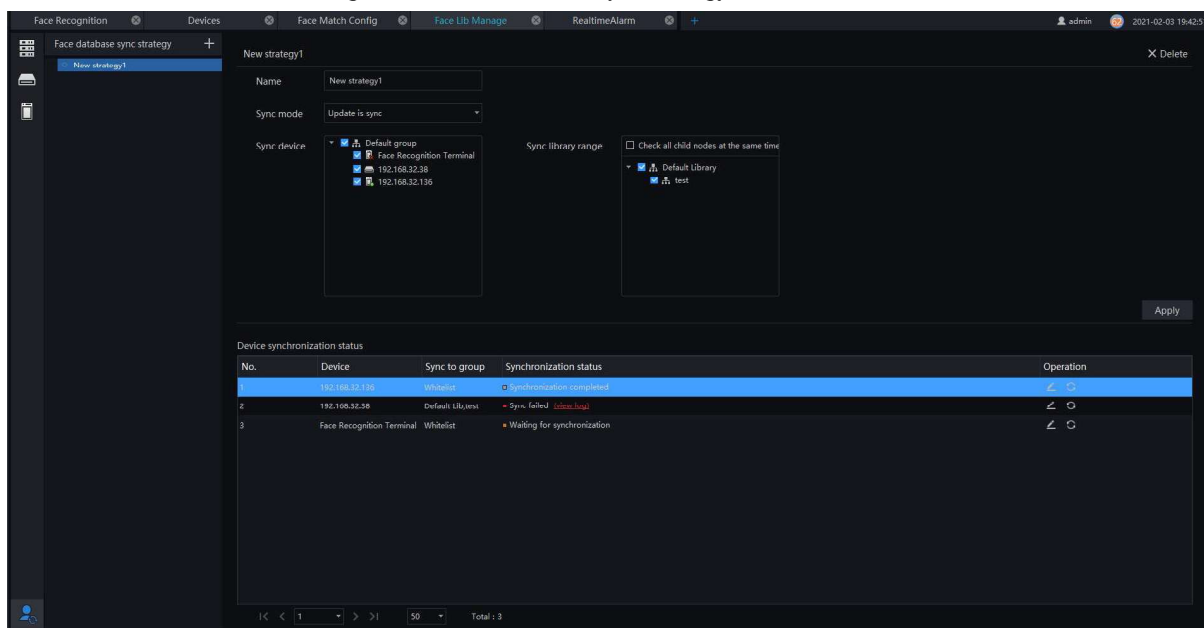 Face Recognition Devices Face Match Config Face Lib Manage RealtimeAlarm + admin 2021-02-03 19:42:5
Face database sync strategy +
New strategy1
New strategy1 Delete
Name New strategy1
Sync mode Update is sync
Sync device
Default group
Face Recognition Terminal
192.168.32.38
192.168.32.136
Sync library range
Check all child nodes at the same time
Default Library
test
Apply
Device synchronization status
No. Device Sync to group Synchronization status Operation
1 192.168.32.136 Whitelist Synchronization completed
2 192.168.32.38 Default Lib,test Sync failed (view log)
3 Face Recognition Terminal Whitelist Waiting for synchronization
1 50 Total : 3